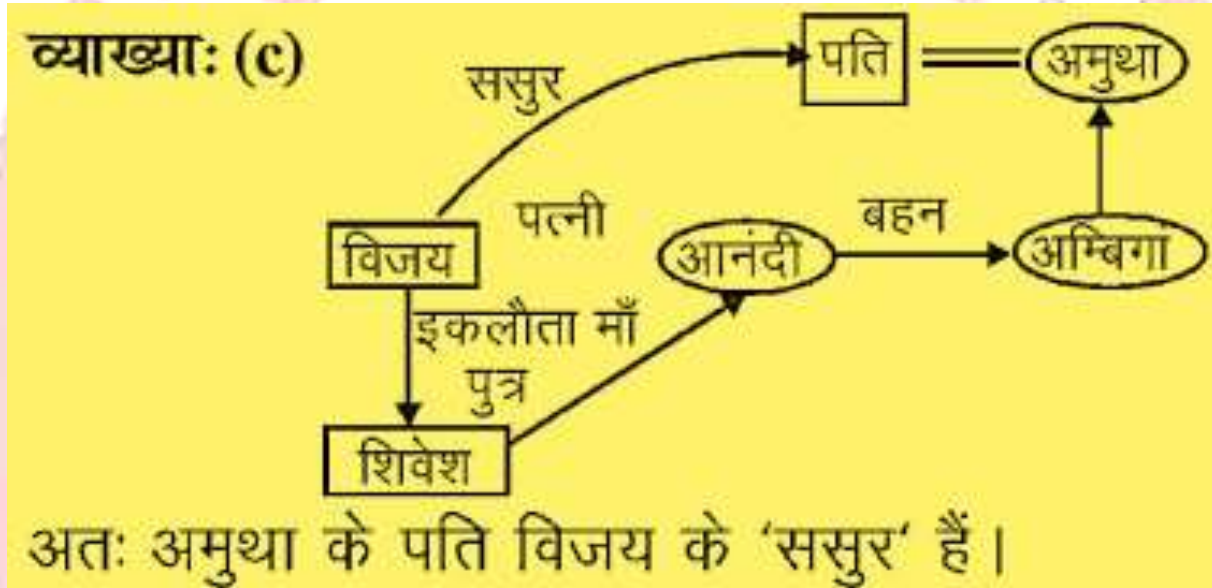 व्याख्याः (c)
ससुर
पति
अमुथा
पत्नी
बहन
विजय
आनंदी
अम्बिगा
इकलौता माँ
पुत्र
शिवेश
अतः अमुथा के पति विजय के ‘ससुर‘ हैं।